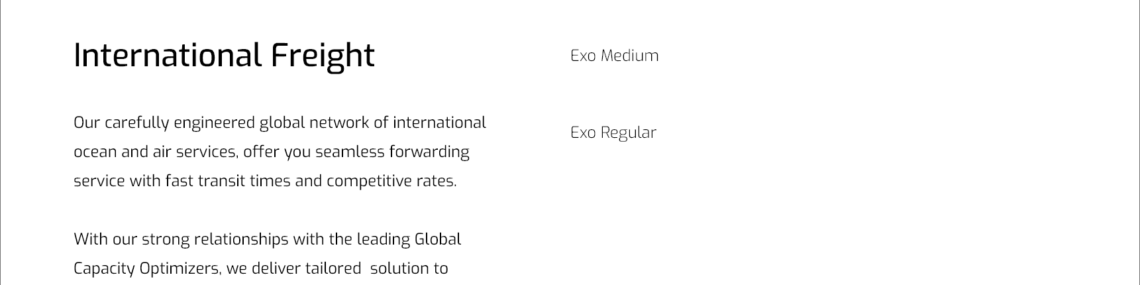 International Freight
Exo Medium
Our carefully engineered global network of international
ocean and air services, offer you seamless forwarding
service with fast transit times and competitive rates.
Exo Regular
With our strong relationships with the leading Global
Capacity Optimizers, we deliver tailored  solution to